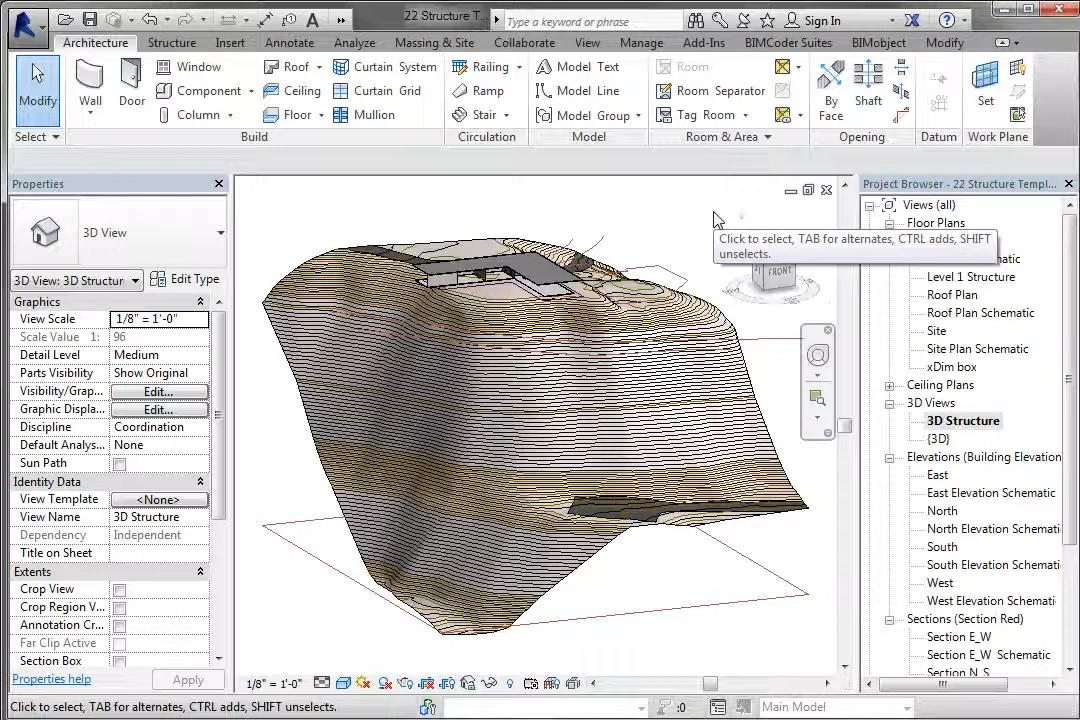 22 Structure T...
Type a keyword or phrase
Sign In
Architecture Structure Insert Annotate Analyze Massing & Site Collaborate View Manage Add-Ins BIMCoder Suites BIMobject Modify
Modify
Wall
Door
Window
Component
Column
Roof
Ceiling
Floor
Curtain System
Curtain Grid
Mullion
Railing
Ramp
Stair
Model Text
Model Line
Model Group
Room
Room Separator
Tag Room
By
Face
Shaft
Set
Select
Build
Circulation
Model
Room & Area
Opening
Datum
Work Plane
Properties
3D View
3D View: 3D Structur
Edit Type
Graphics
View Scale 1/8" = 1'-0"
Scale Value 1: 96
Detail Level Medium
Parts Visibility Show Original
Visibility/Grap... Edit...
Graphic Displa... Edit...
Discipline Coordination
Default Analys... None
Sun Path
Identity Data
View Template <None>
View Name 3D Structure
Dependency Independent
Title on Sheet
Extents
Crop View
Crop Region V...
Annotation Cr...
Far Clip Active
Section Box
Properties help
Apply
Click to select, TAB for alternates, CTRL adds, SHIFT
unselects.
FRONT
1/8" = 1'-0"
Project Browser - 22 Structure Templ...
Views (all)
Floor Plans
Level 1 Structure
Roof Plan
Roof Plan Schematic
Site
Site Plan Schematic
xDim box
Ceiling Plans
3D Views
3D Structure
{3D}
Elevations (Building Elevation
East
East Elevation Schematic
North
North Elevation Schemati
South
South Elevation Schemati
West
West Elevation Schemati
Sections (Section Red)
Section E_W
Section E_W Schematic
Section N_S
Click to select, TAB for alternates, CTRL adds, SHIFT unselects.
:0
Main Model